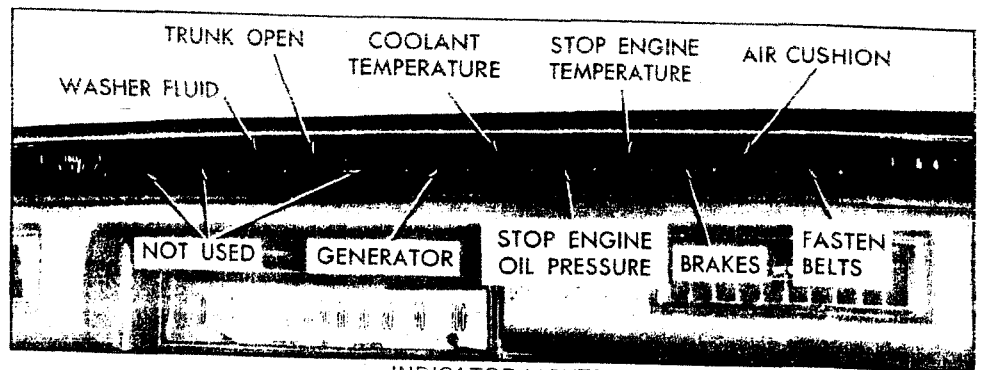 TRUNK OPEN
COOLANT
TEMPERATURE
STOP ENGINE
TEMPERATURE
AIR CUSHION
WASHER FLUID
NOT USED
GENERATOR
STOP ENGINE
OIL PRESSURE
BRAKES
FASTEN
BELTS